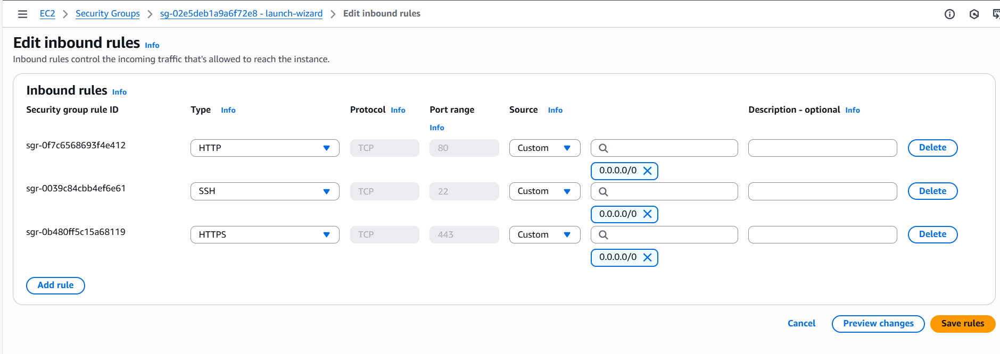 EC2 > Security Groups > sg-02e5deb1a9a6f72e8 - launch-wizard > Edit inbound rules
Edit inbound rules Info
Inbound rules control the incoming traffic that's allowed to reach the instance.
Inbound rules Info
Security group rule ID Type Info Protocol Info Port range Info Source Info Description - optional Info
sgr-0f7c6568693f4e412 HTTP TCP 80 Custom Delete
0.0.0.0/0
sgr-0039c84cbb4ef6e61 SSH TCP 22 Custom Delete
0.0.0.0/0
sgr-0b480ff5c15a68119 HTTPS TCP 443 Custom Delete
0.0.0.0/0
Add rule
Cancel Preview changes Save rules